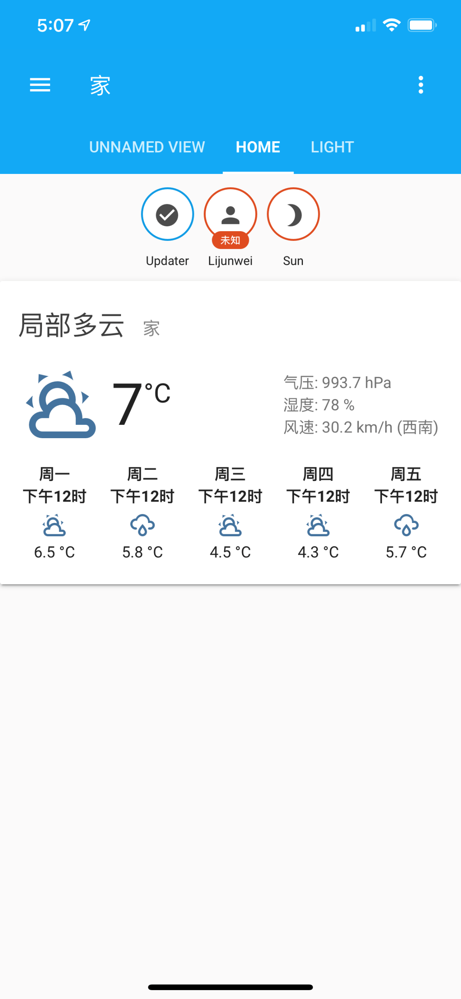 5:07
家
UNNAMED VIEW HOME LIGHT
未知
Updater Lijunwei Sun
局部多云 家
7 °C
气压: 993.7 hPa
湿度: 78 %
风速: 30.2 km/h (西南)
周一 周二 周三 周四 周五
下午12时 下午12时 下午12时 下午12时 下午12时
6.5 °C 5.8 °C 4.5 °C 4.3 °C 5.7 °C